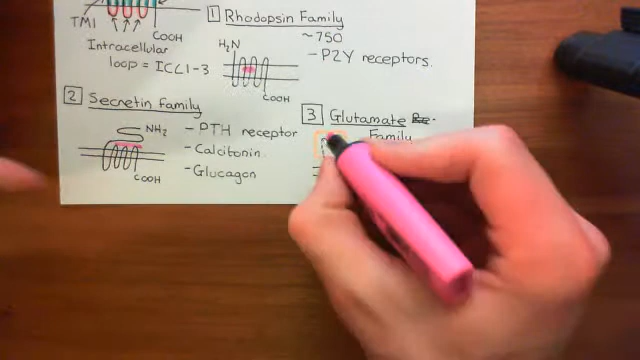 TM1
COOH
Intracellular
loop = ICL1-3
1 Rhodopsin Family
~750
- P2Y receptors.
H₂N
COOH
2 Secretin Family
NH₂
COOH
- PTH receptor
- Calcitonin
- Glucagon
3 Glutamate
Family